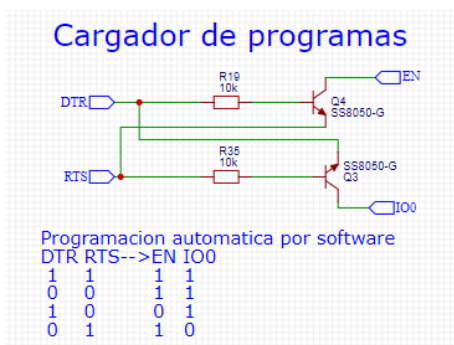 Cargador de programas
R19
10k
EN
DTR
Q4
SS8050-G
R35
10k
SS8050-G
Q3
RTS
IO0
Programacion automatica por software
DTR RTS-->EN IO0
1 1 1 1
0 0 1 1
1 0 0 1
0 1 1 0